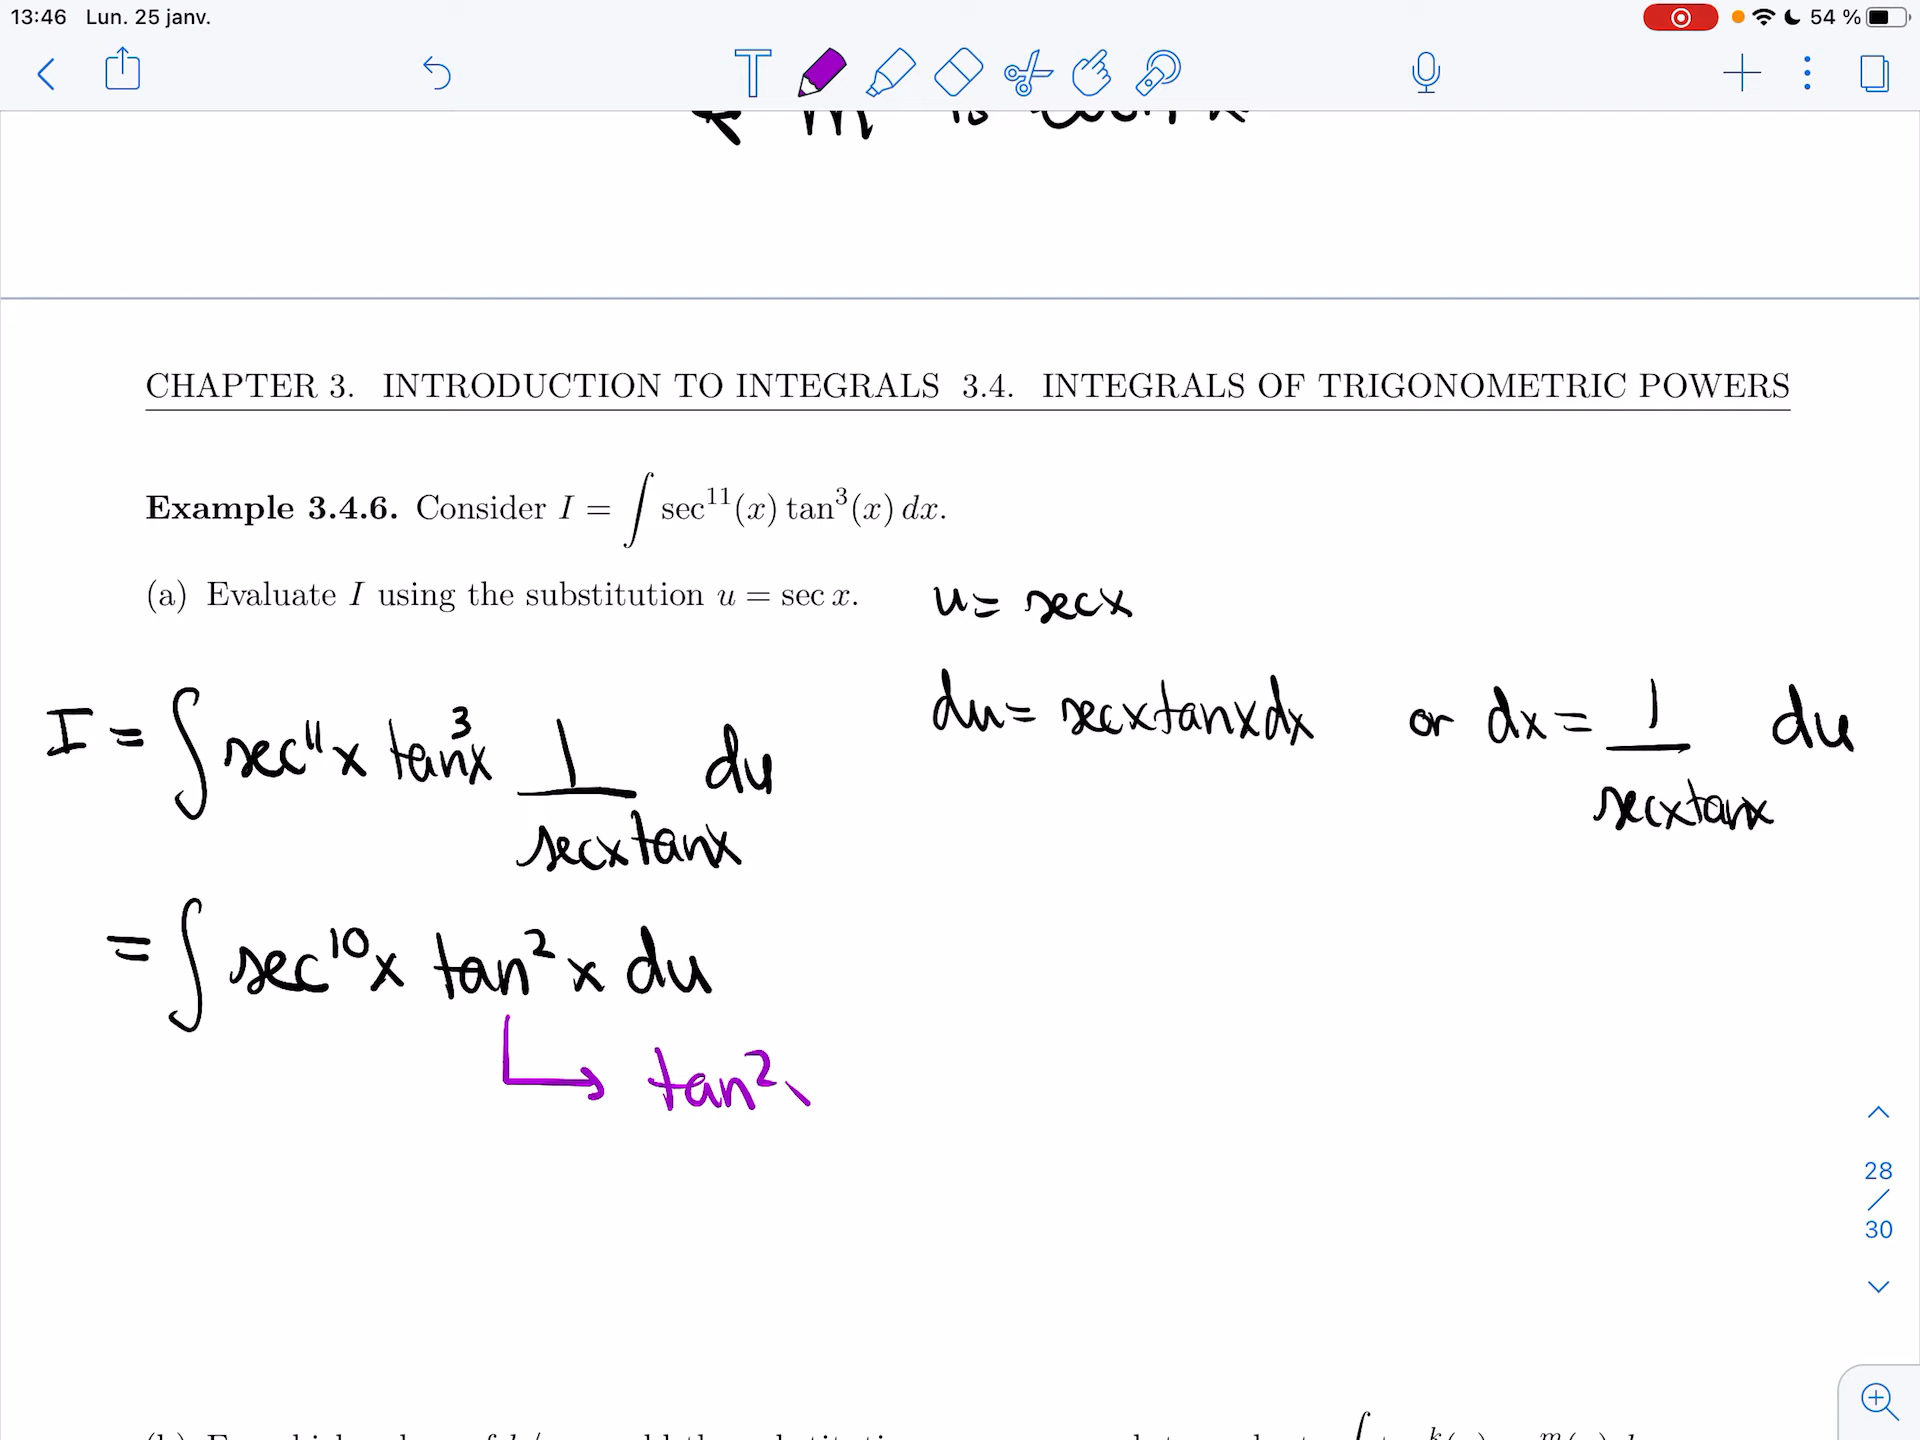 13:46 Lun. 25 janv. 54 %
m is
CHAPTER 3. INTRODUCTION TO INTEGRALS 3.4. INTEGRALS OF TRIGONOMETRIC POWERS
Example 3.4.6. Consider I = ∫ sec¹¹(x) tan³(x) dx.
(a) Evaluate I using the substitution u = sec x. u = secx
du = secxtanxdx or dx = 1/secxtanx du
I = ∫ sec¹¹x tan³x 1/secxtanx du
= ∫ sec¹⁰x tan²x du
tan²
28
/
30